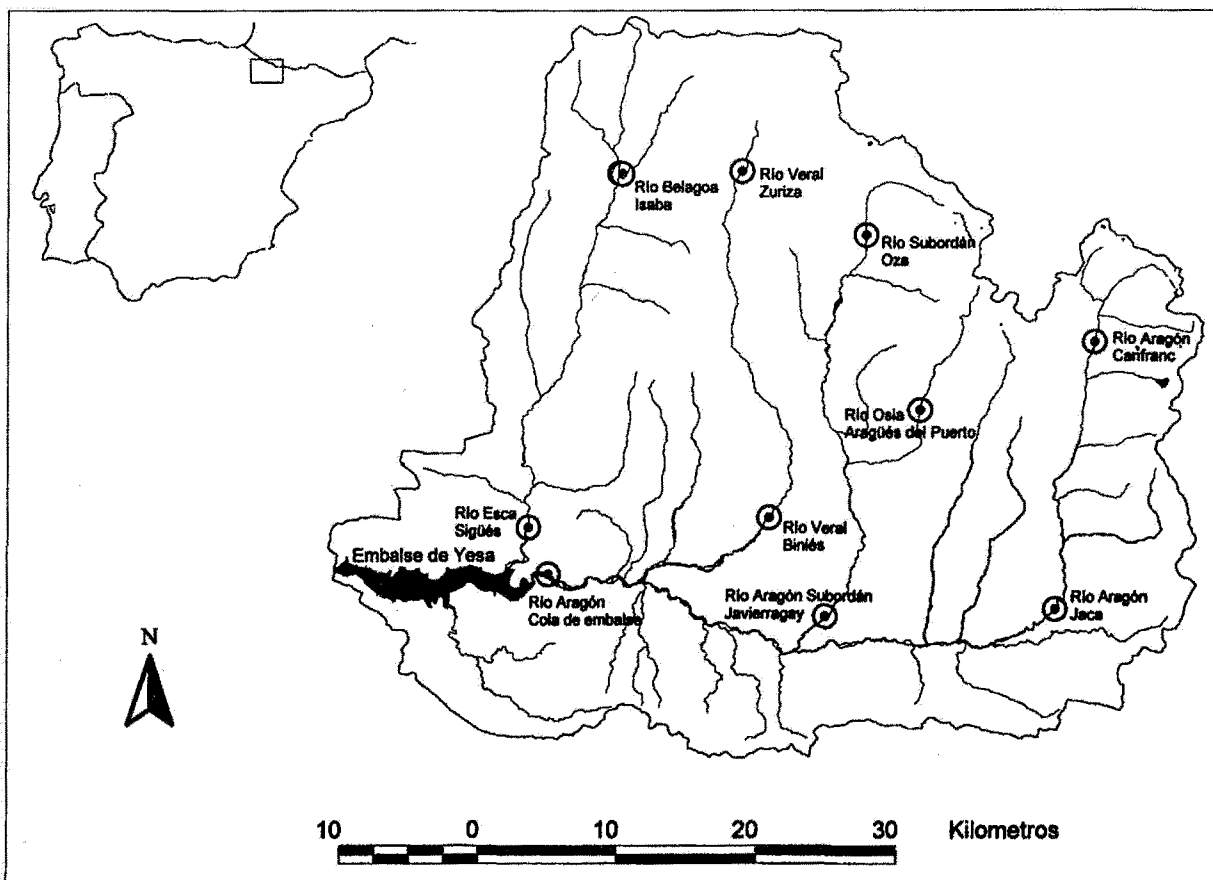 Río Belagoa
Isaba
Río Veral
Zuriza
Río Subordán
Oza
Río Aragón
Canfranc
Río Osia
Aragüés del Puerto
Río Esca
Sigüés
Río Veral
Biniés
Embalse de Yesa
Río Aragón
Cola de embalse
Río Aragón Subordán
Javierragay
Río Aragón
Jaca
N
10 0 10 20 30 Kilometros